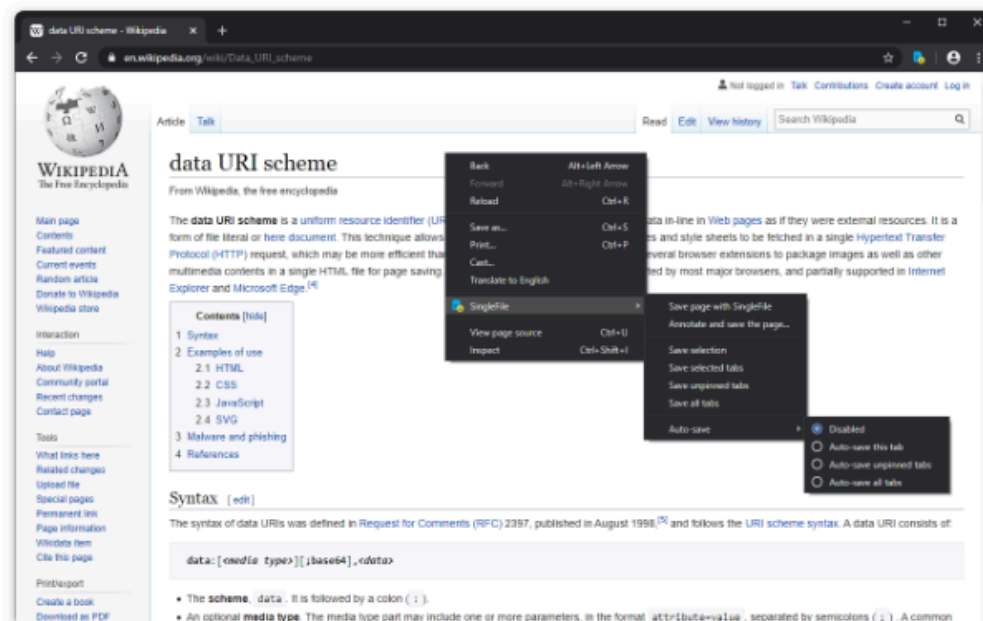 data URI scheme - Wikipedia
en.wikipedia.org/wiki/Data_URI_scheme
Not logged in Talk Contributions Create account Log in
Article Talk
Read Edit View history
Search Wikipedia
WIKIPEDIA
The Free Encyclopedia
Main page
Contents
Featured content
Current events
Random article
Donate to Wikipedia
Wikipedia store
Interaction
Help
About Wikipedia
Community portal
Recent changes
Contact page
Tools
What links here
Related changes
Upload file
Special pages
Permanent link
Page information
Wikidata item
Cite this page
Print/export
Create a book
Download as PDF
data URI scheme
From Wikipedia, the free encyclopedia
The data URI scheme is a uniform resource identifier (UR ata in-line in Web pages as if they were external resources. It is a
form of file literal or here document. This technique allows es and style sheets to be fetched in a single Hypertext Transfer
Protocol (HTTP) request, which may be more efficient than everal browser extensions to package images as well as other
multimedia contents in a single HTML file for page saving. ted by most major browsers, and partially supported in Internet
Explorer and Microsoft Edge.[4]
Contents [hide]
1 Syntax
2 Examples of use
2.1 HTML
2.2 CSS
2.3 JavaScript
2.4 SVG
3 Malware and phishing
4 References
Back Alt+Left Arrow
Forward Alt+Right Arrow
Reload Ctrl+R
Save as... Ctrl+S
Print... Ctrl+P
Cast...
Translate to English
SingleFile
View page source Ctrl+U
Inspect Ctrl+Shift+I
Save page with SingleFile
Annotate and save the page...
Save selection
Save selected tabs
Save unpinned tabs
Save all tabs
Auto-save
Disabled
Auto-save this tab
Auto-save unpinned tabs
Auto-save all tabs
Syntax [edit]
The syntax of data URIs was defined in Request for Comments (RFC) 2397, published in August 1998,[5] and follows the URI scheme syntax. A data URI consists of:
data:[<media type>][;base64],<data>
• The scheme, data. It is followed by a colon (:).
• An optional media type. The media type part may include one or more parameters, in the format attribute=value, separated by semicolons (;). A common